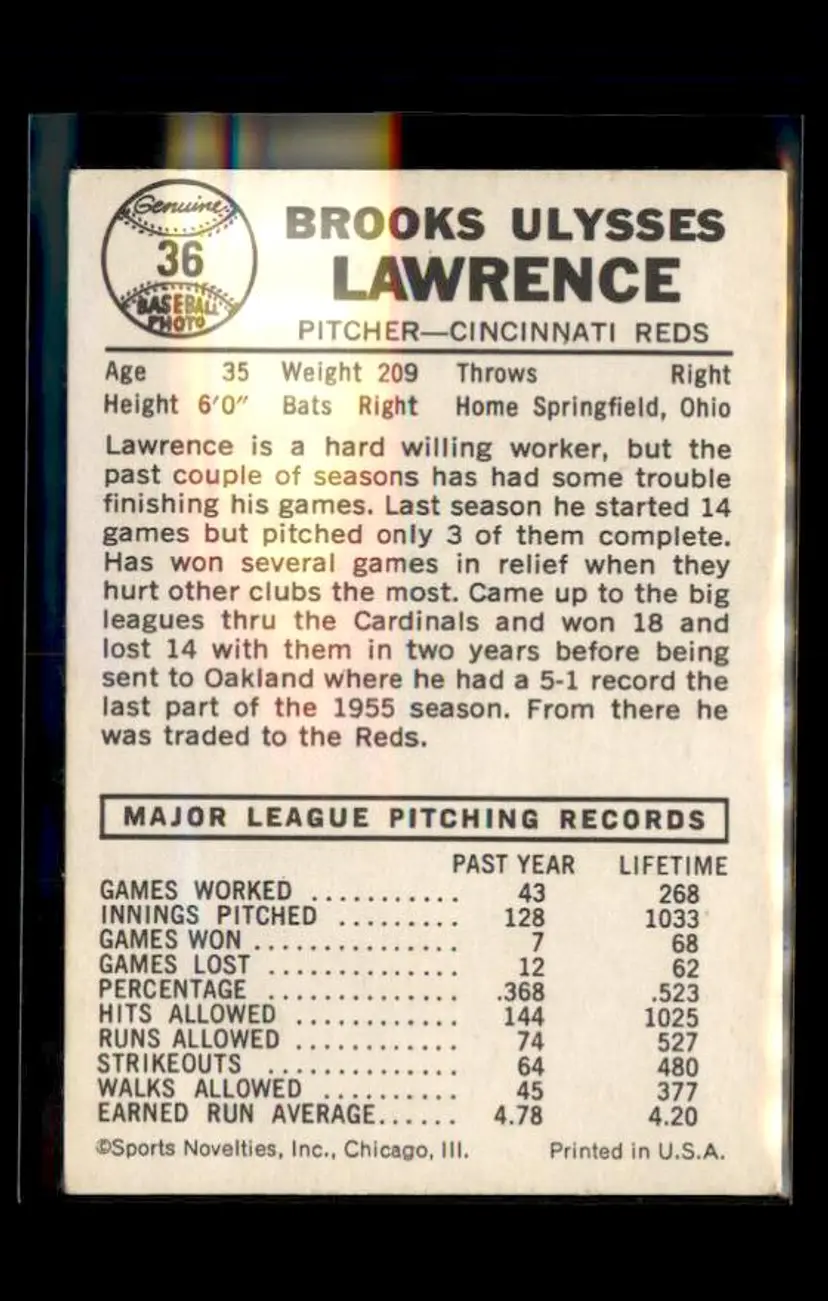 Genuine
36
BASEBALL
PHOTO
BROOKS ULYSSES
LAWRENCE
PITCHER—CINCINNATI REDS
Age 35 Weight 209 Throws Right
Height 6'0" Bats Right Home Springfield, Ohio
Lawrence is a hard willing worker, but the
past couple of seasons has had some trouble
finishing his games. Last season he started 14
games but pitched only 3 of them complete.
Has won several games in relief when they
hurt other clubs the most. Came up to the big
leagues thru the Cardinals and won 18 and
lost 14 with them in two years before being
sent to Oakland where he had a 5-1 record the
last part of the 1955 season. From there he
was traded to the Reds.
MAJOR LEAGUE PITCHING RECORDS
PAST YEAR LIFETIME
GAMES WORKED ........... 43 268
INNINGS PITCHED ......... 128 1033
GAMES WON ............... 7 68
GAMES LOST .............. 12 62
PERCENTAGE .............. .368 .523
HITS ALLOWED ............ 144 1025
RUNS ALLOWED ............ 74 527
STRIKEOUTS .............. 64 480
WALKS ALLOWED .......... 45 377
EARNED RUN AVERAGE...... 4.78 4.20
©Sports Novelties, Inc., Chicago, Ill. Printed in U.S.A.